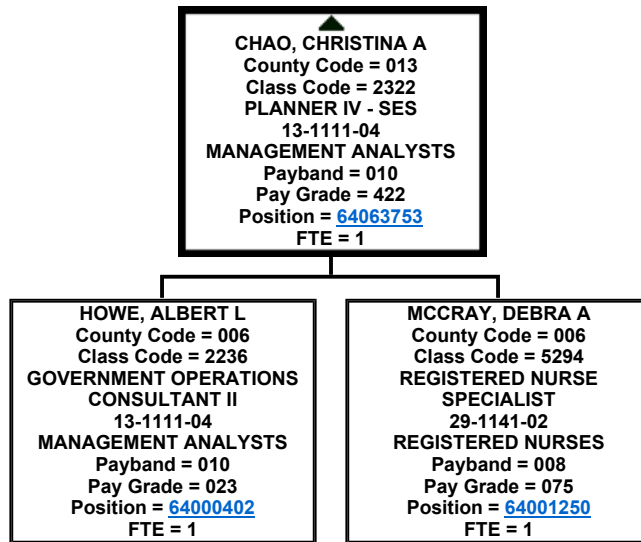 CHAO, CHRISTINA A
County Code = 013
Class Code = 2322
PLANNER IV - SES
13-1111-04
MANAGEMENT ANALYSTS
Payband = 010
Pay Grade = 422
Position = 64063753
FTE = 1
HOWE, ALBERT L
County Code = 006
Class Code = 2236
GOVERNMENT OPERATIONS
CONSULTANT II
13-1111-04
MANAGEMENT ANALYSTS
Payband = 010
Pay Grade = 023
Position = 64000402
FTE = 1
MCCRAY, DEBRA A
County Code = 006
Class Code = 5294
REGISTERED NURSE
SPECIALIST
29-1141-02
REGISTERED NURSES
Payband = 008
Pay Grade = 075
Position = 64001250
FTE = 1